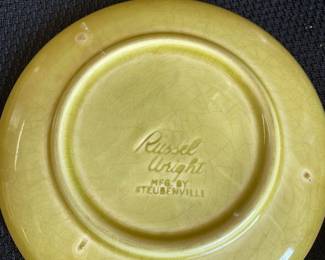 Russel
Wright
MFG. BY
STEUBENVILLE